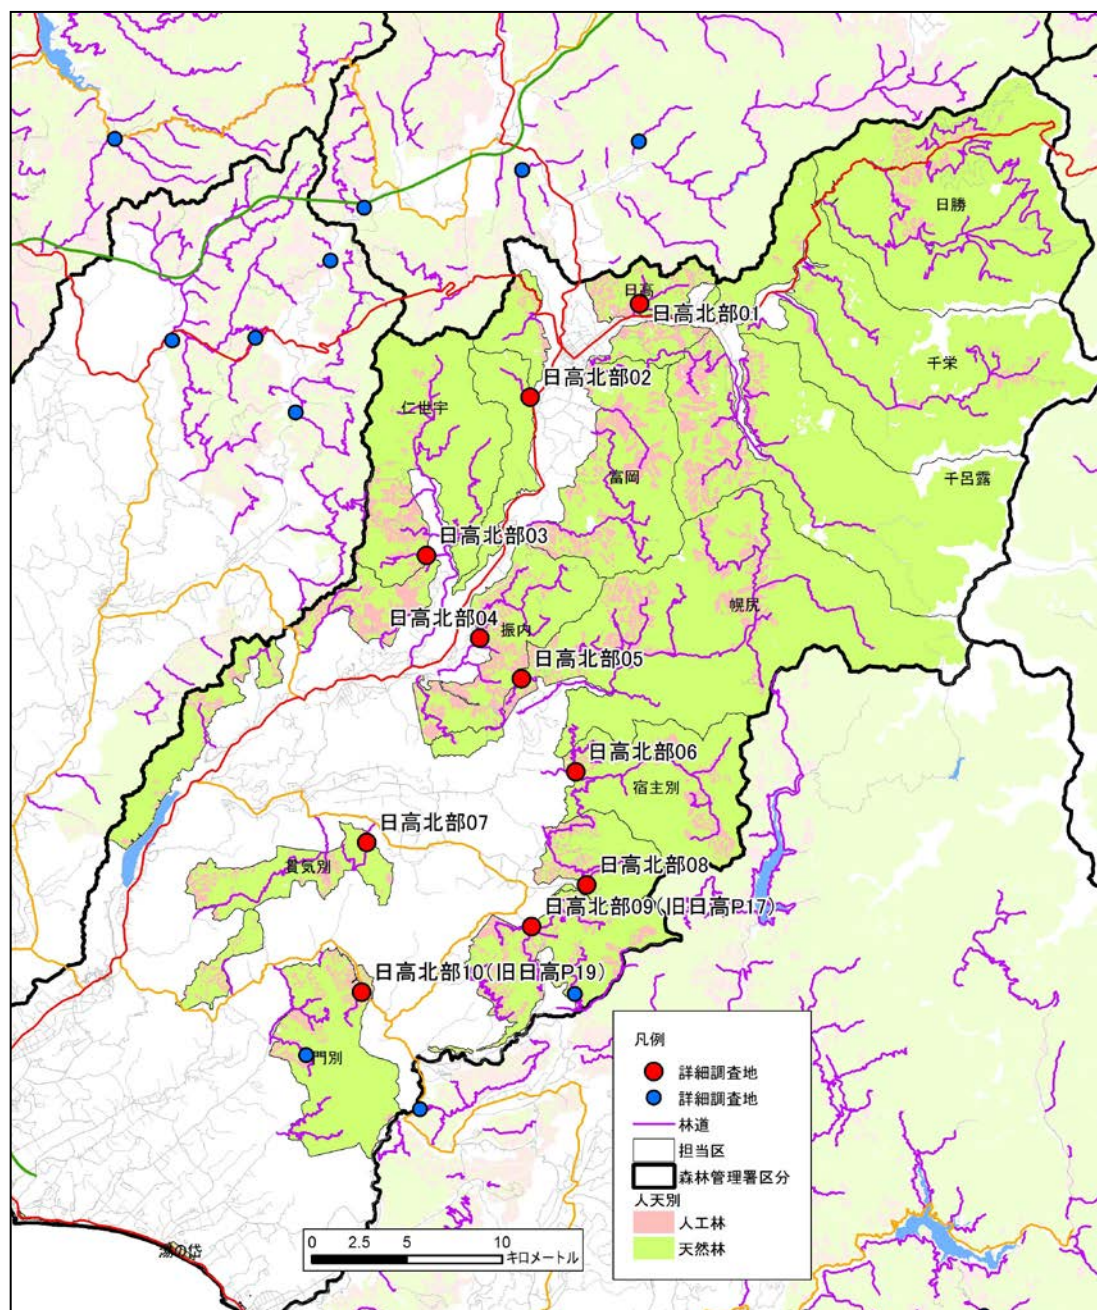 日勝
日高
日高北部01
千栄
日高北部02
仁世宇
富岡
千呂露
日高北部03
幌尻
日高北部04
振内
日高北部05
日高北部06
宿主別
日高北部07
貫気別
日高北部08
日高北部09(旧日高P17)
日高北部10(旧日高P19)
門別
凡例
詳細調査地
詳細調査地
林道
担当区
森林管理署区分
人天別
人工林
天然林
0 2.5 5 10
キロメートル